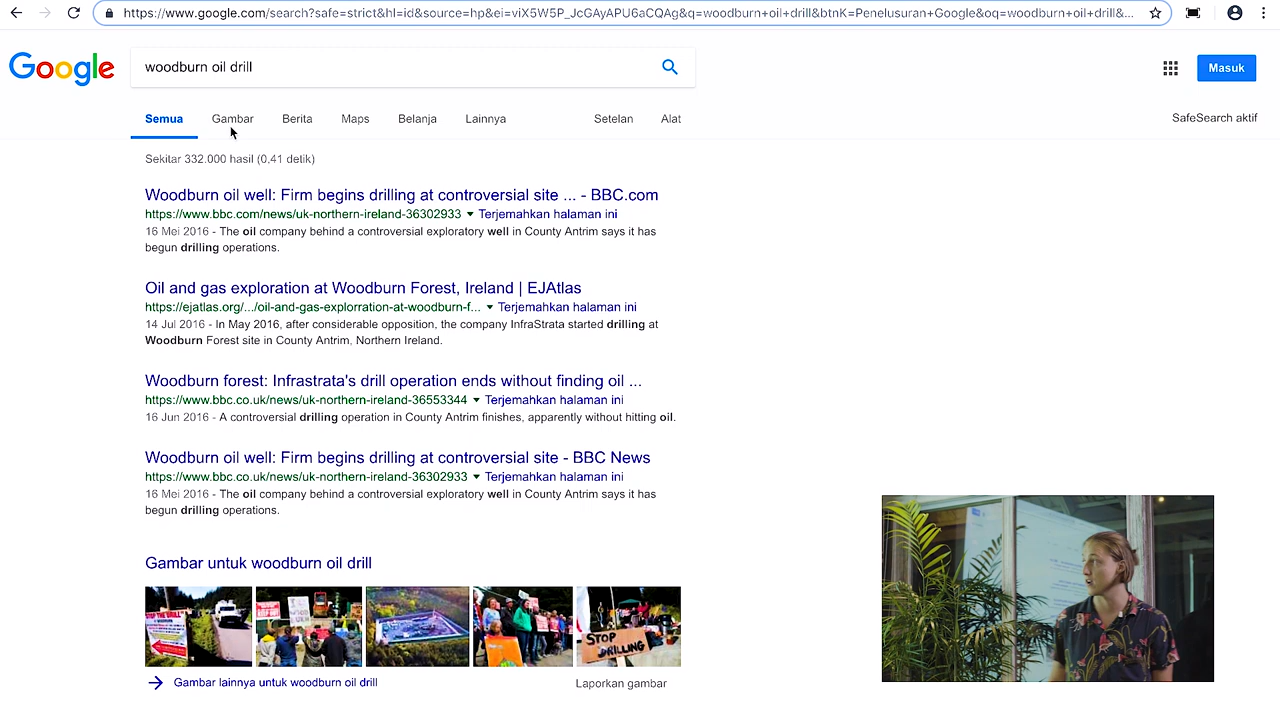 https://www.google.com/search?safe=strict&hl=id&source=hp&ei=viX5W5P_JcGAyAPU6aCQAg&q=woodburn+oil+drill&btnK=Penelusuran+Google&oq=woodburn+oil+drill&...
Google
woodburn oil drill
Masuk
Semua Gambar Berita Maps Belanja Lainnya Setelan Alat SafeSearch aktif
Sekitar 332.000 hasil (0,41 detik)
Woodburn oil well: Firm begins drilling at controversial site ... - BBC.com
https://www.bbc.com/news/uk-northern-ireland-36302933 Terjemahkan halaman ini
16 Mei 2016 - The oil company behind a controversial exploratory well in County Antrim says it has
begun drilling operations.
Oil and gas exploration at Woodburn Forest, Ireland | EJAtlas
https://ejatlas.org/.../oil-and-gas-explorration-at-woodburn-f... Terjemahkan halaman ini
14 Jul 2016 - In May 2016, after considerable opposition, the company InfraStrata started drilling at
Woodburn Forest site in County Antrim, Northern Ireland.
Woodburn forest: Infrastrata's drill operation ends without finding oil ...
https://www.bbc.co.uk/news/uk-northern-ireland-36553344 Terjemahkan halaman ini
16 Jun 2016 - A controversial drilling operation in County Antrim finishes, apparently without hitting oil.
Woodburn oil well: Firm begins drilling at controversial site - BBC News
https://www.bbc.co.uk/news/uk-northern-ireland-36302933 Terjemahkan halaman ini
16 Mei 2016 - The oil company behind a controversial exploratory well in County Antrim says it has
begun drilling operations.
Gambar untuk woodburn oil drill
STOP THE DRILL
STOP
DRILLING
Gambar lainnya untuk woodburn oil drill
Laporkan gambar